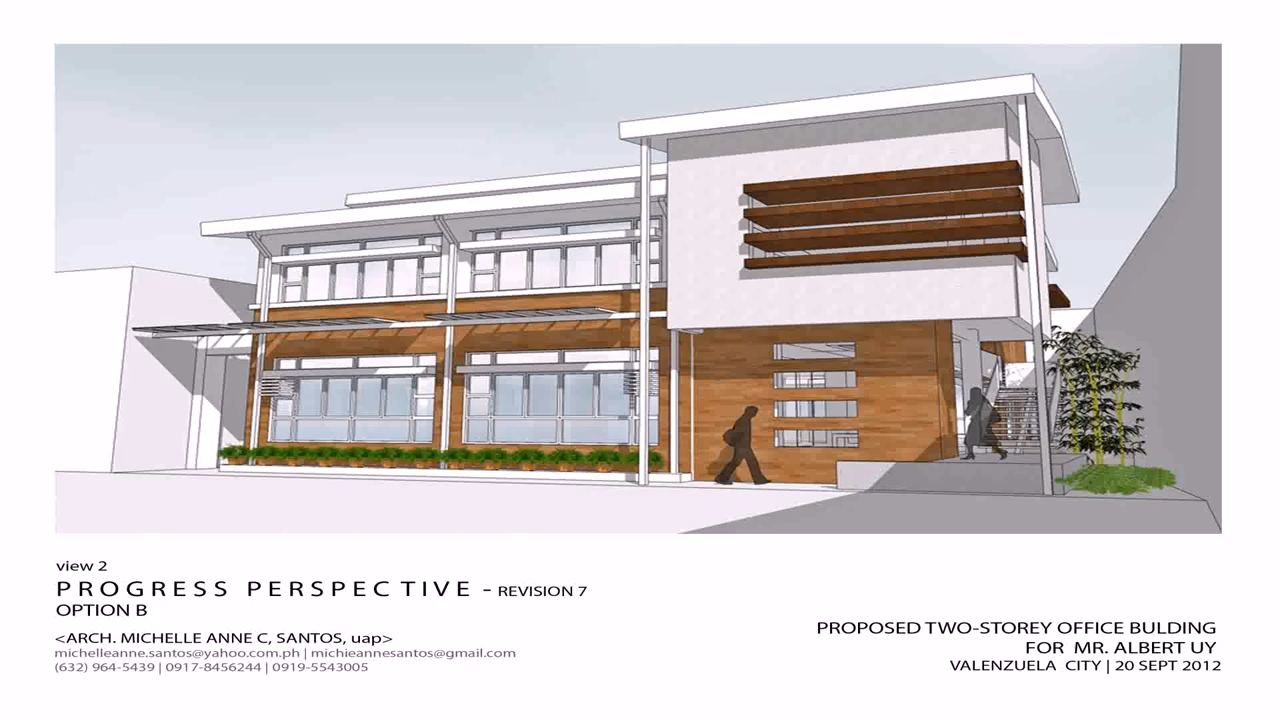 view 2
PROGRESS PERSPECTIVE - REVISION 7
OPTION B
<ARCH. MICHELLE ANNE C, SANTOS, uap>
michelleanne.santos@yahoo.com.ph | michieannesantos@gmail.com
(632) 964-5439 | 0917-8456244 | 0919-5543005
PROPOSED TWO-STOREY OFFICE BULDING
FOR MR. ALBERT UY
VALENZUELA CITY | 20 SEPT 2012